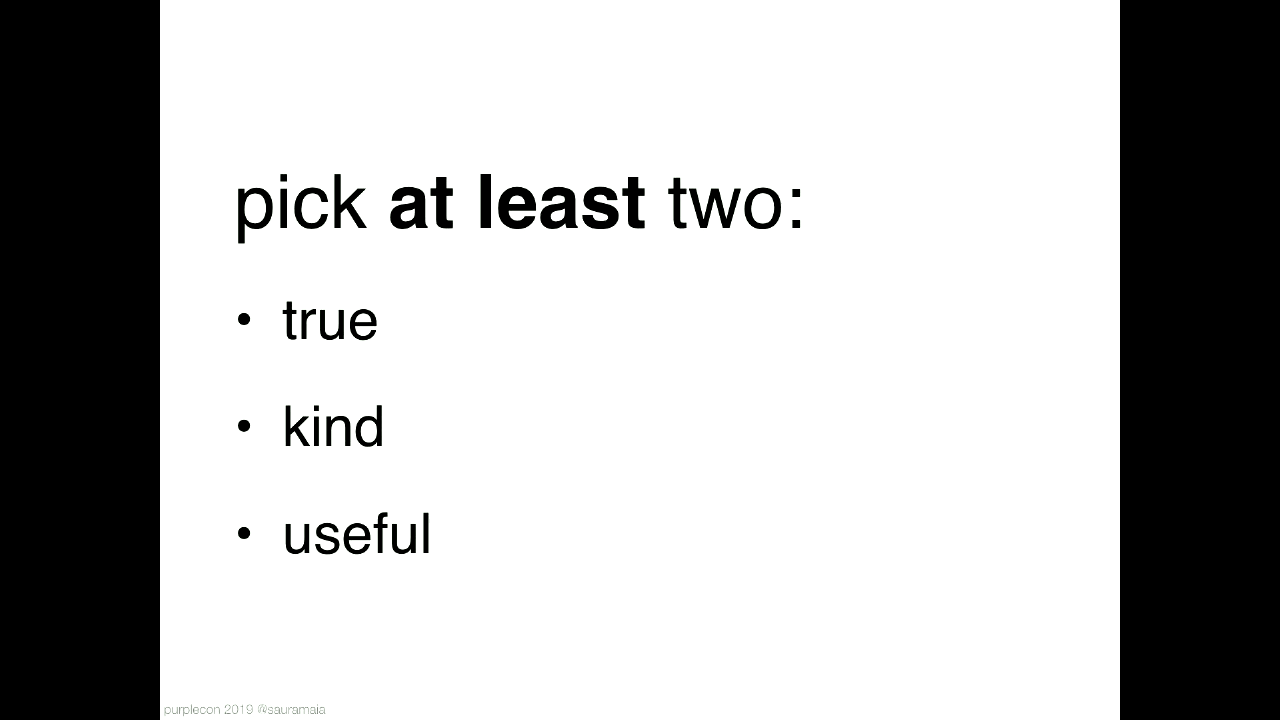 pick at least two:
• true
• kind
• useful
purplecon 2019 @sauramaia